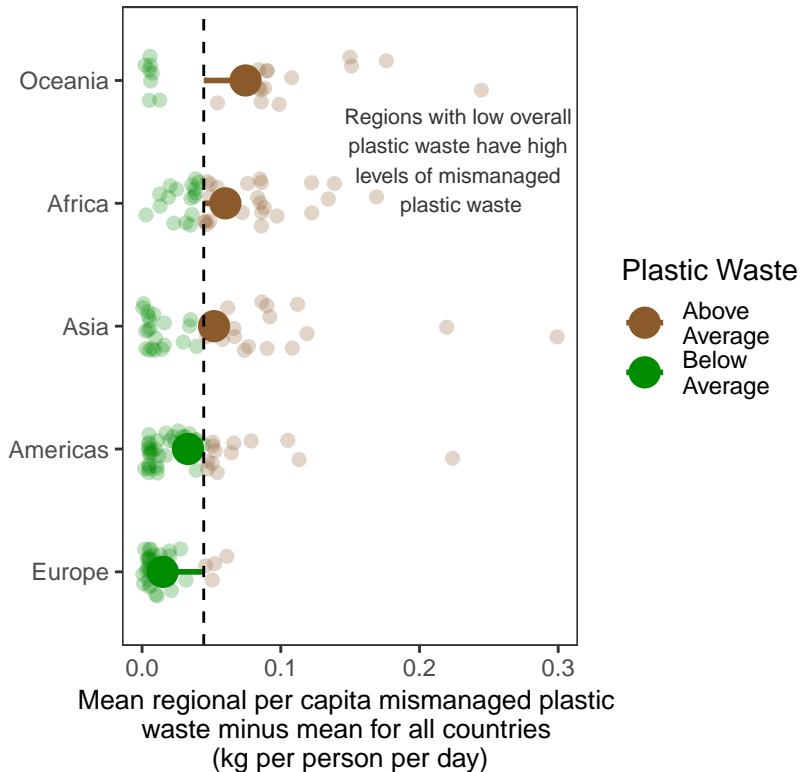 Oceania
Africa
Asia
Americas
Europe
Regions with low overall
plastic waste have high
levels of mismanaged
plastic waste
0.0
0.1
0.2
0.3
Mean regional per capita mismanaged plastic
waste minus mean for all countries
(kg per person per day)
Plastic Waste
Above
Average
Below
Average